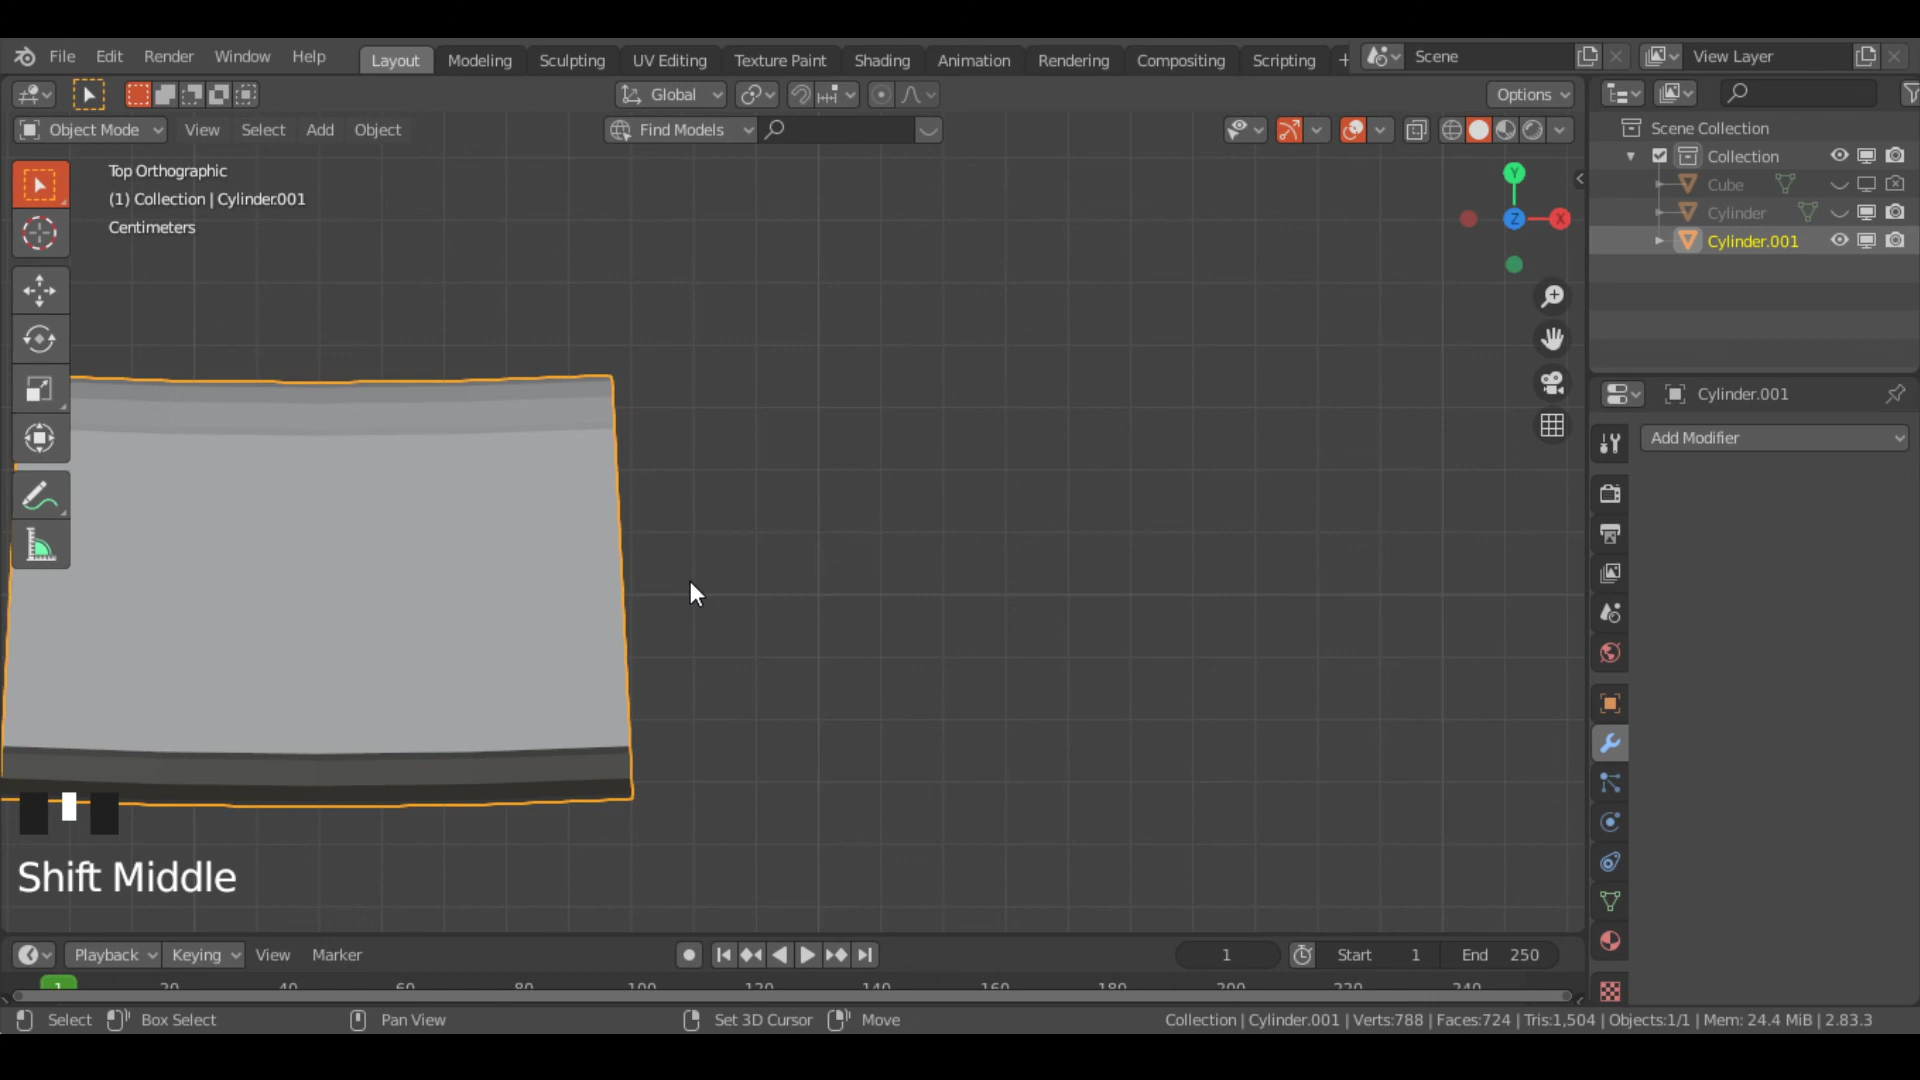 File Edit Render Window Help Layout Modeling Sculpting UV Editing Texture Paint Shading Animation Rendering Compositing Scripting + Scene View Layer
Global Options
Object Mode View Select Add Object Find Models
Top Orthographic
(1) Collection | Cylinder.001
Centimeters
Y
Z
X
Scene Collection
Collection
Cube
Cylinder
Cylinder.001
Cylinder.001
Add Modifier
Shift Middle
Playback Keying View Marker 1 Start 1 End 250
1 20 40 60 80 100 120 140 160 180 200 220 240
Select Box Select Pan View Set 3D Cursor Move Collection | Cylinder.001 | Verts:788 | Faces:724 | Tris:1,504 | Objects:1/1 | Mem: 24.4 MiB | 2.83.3